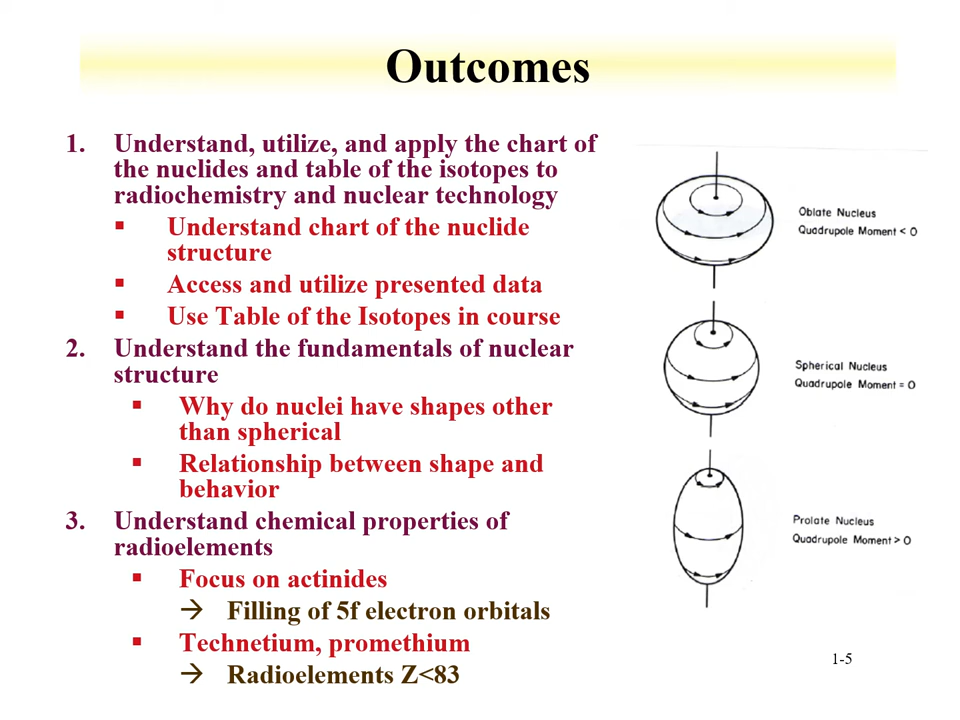 Outcomes
1. Understand, utilize, and apply the chart of
the nuclides and table of the isotopes to
radiochemistry and nuclear technology
▪ Understand chart of the nuclide
structure
▪ Access and utilize presented data
▪ Use Table of the Isotopes in course
2. Understand the fundamentals of nuclear
structure
▪ Why do nuclei have shapes other
than spherical
▪ Relationship between shape and
behavior
3. Understand chemical properties of
radioelements
▪ Focus on actinides
→ Filling of 5f electron orbitals
▪ Technetium, promethium
→ Radioelements Z<83
Oblate Nucleus
Quadrupole Moment < 0
Spherical Nucleus
Quadrupole Moment = 0
Prolate Nucleus
Quadrupole Moment > 0
1-5